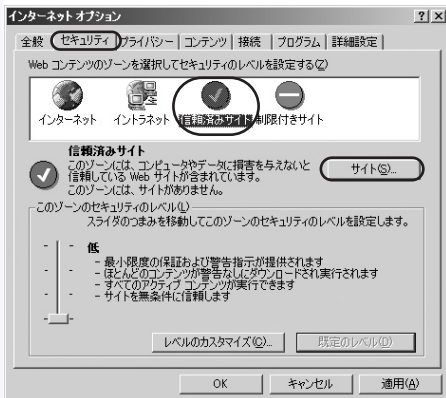 インターネット オプション
全般 セキュリティ プライバシー コンテンツ 接続 プログラム 詳細設定
Web コンテンツのゾーンを選択してセキュリティのレベルを設定する(Z)
インターネット イントラネット 信頼済みサイト 制限付きサイト
信頼済みサイト
このゾーンには、コンピュータやデータに損害を与えないと
信頼している Web サイトが含まれています。
このゾーンには、サイトがありません。
サイト(S)...
このゾーンのセキュリティのレベル(L)
スライダのつまみを移動してこのゾーンのセキュリティのレベルを設定します。
低
- 最小限度の保証および警告指示が提供されます
- ほとんどのコンテンツが警告なしにダウンロードされ実行されます
- すべてのアクティブ コンテンツが実行できます
- サイトを無条件に信頼します
レベルのカスタマイズ(C)... 既定のレベル(D)
OK キャンセル 適用(A)